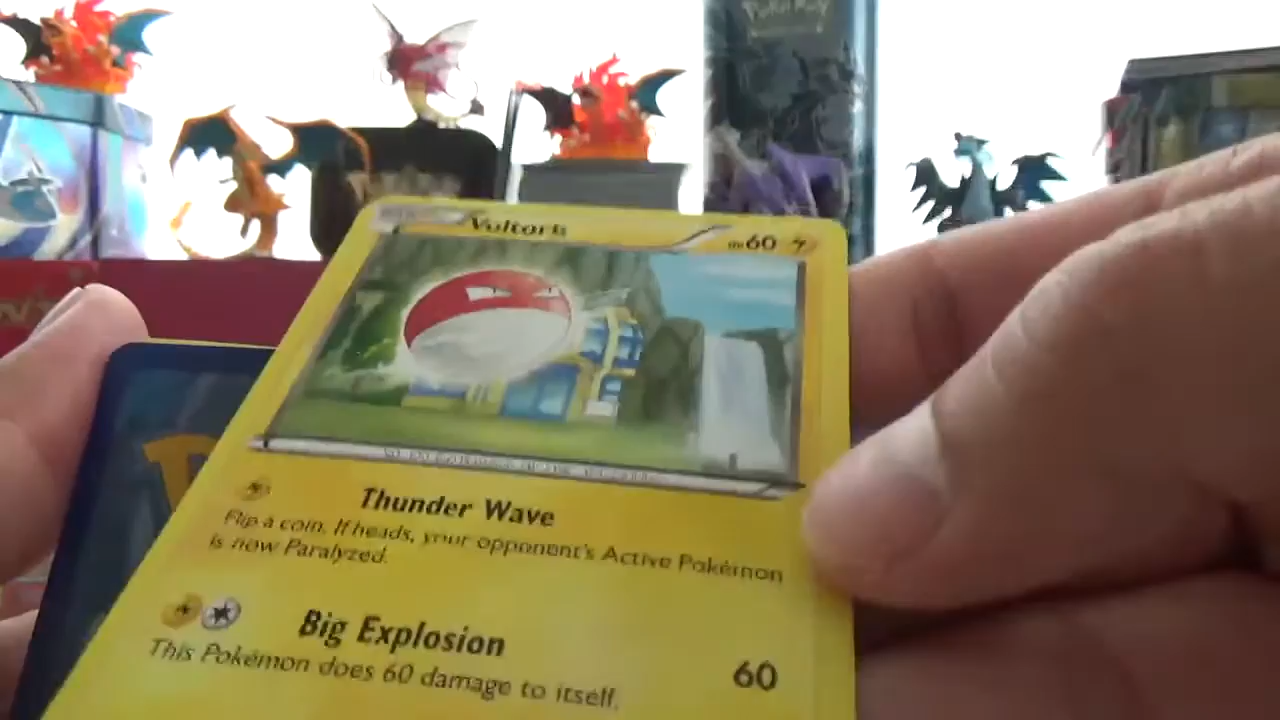 Voltorb HP60
Thunder Wave
Flip a coin. If heads, your opponent's Active Pokémon
is now Paralyzed.
Big Explosion 60
This Pokémon does 60 damage to itself.